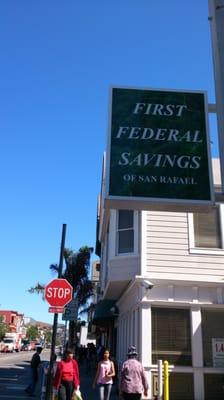 FIRST
FEDERAL
SAVINGS
OF SAN RAFAEL
STOP